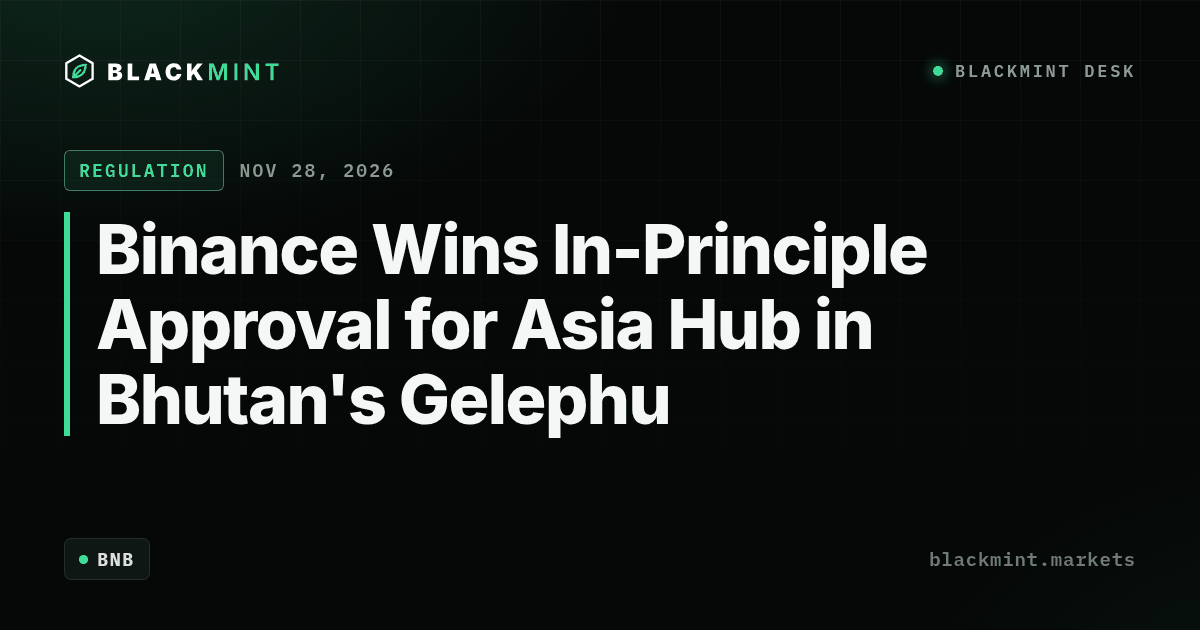 BLACKMINT
BLACKMINT DESK
REGULATION
NOV 28, 2026
Binance Wins In-Principle
Approval for Asia Hub in
Bhutan's Gelephu
BNB
blackmint.markets